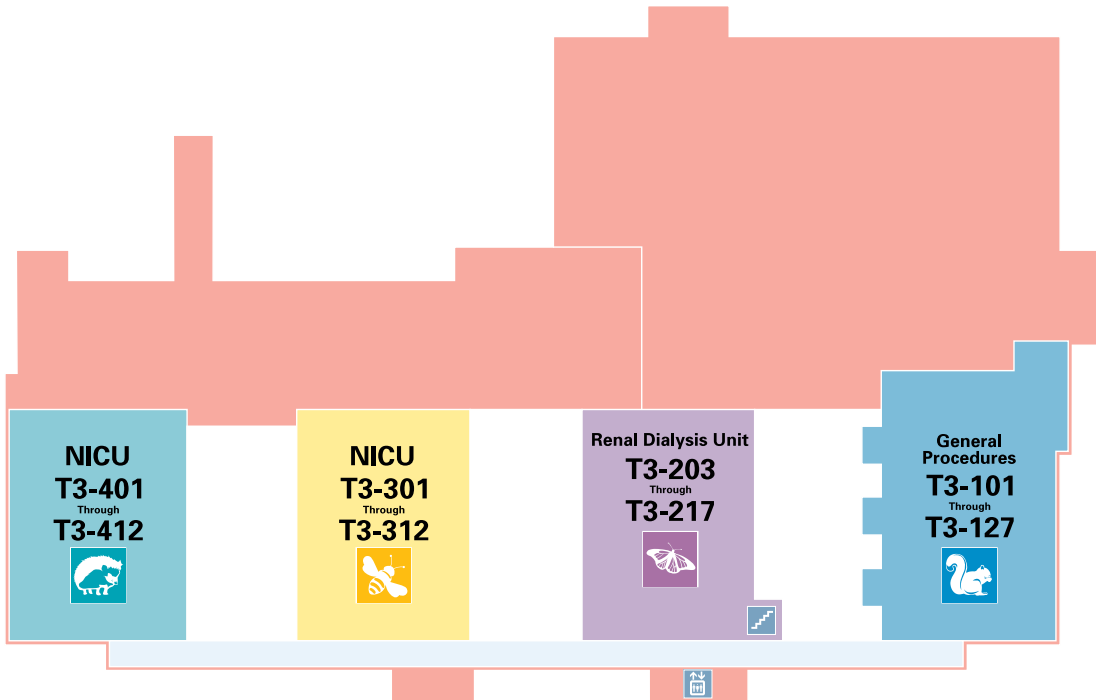 NICU
T3-401
Through
T3-412
NICU
T3-301
Through
T3-312
Renal Dialysis Unit
T3-203
Through
T3-217
General
Procedures
T3-101
Through
T3-127